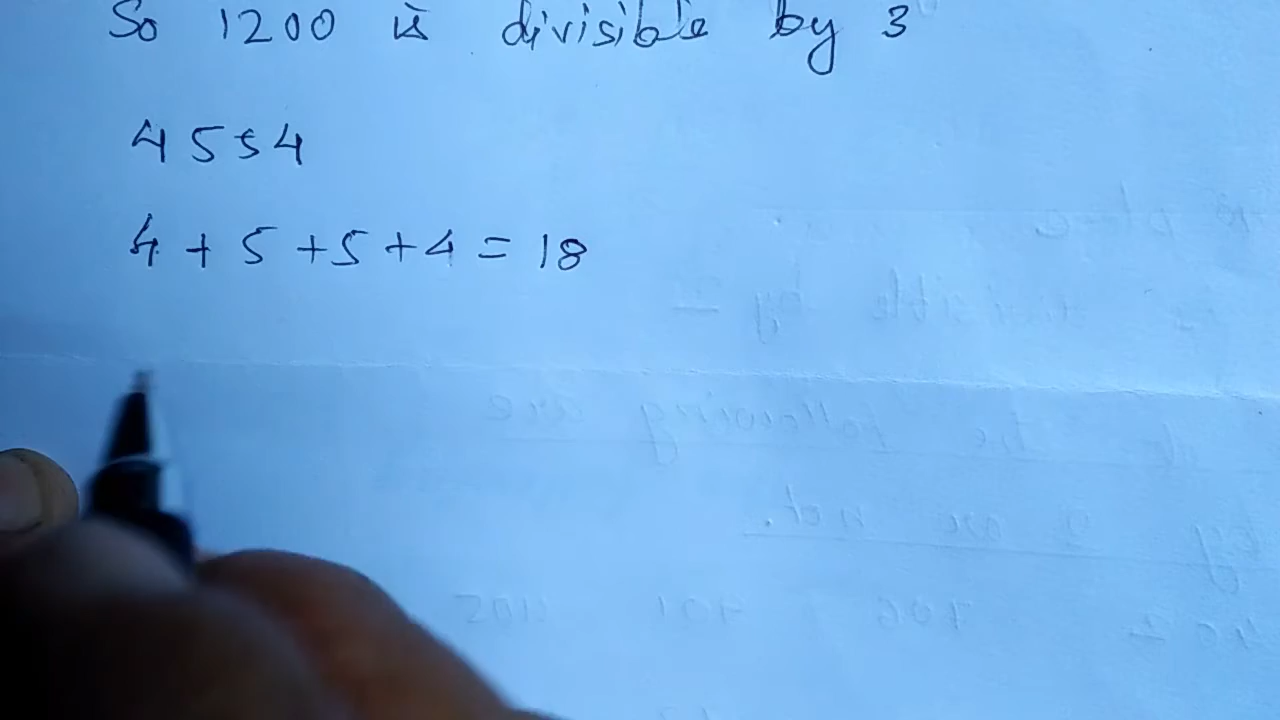 So 1200 is divisible by 3
4554
4 + 5 + 5 + 4 = 18